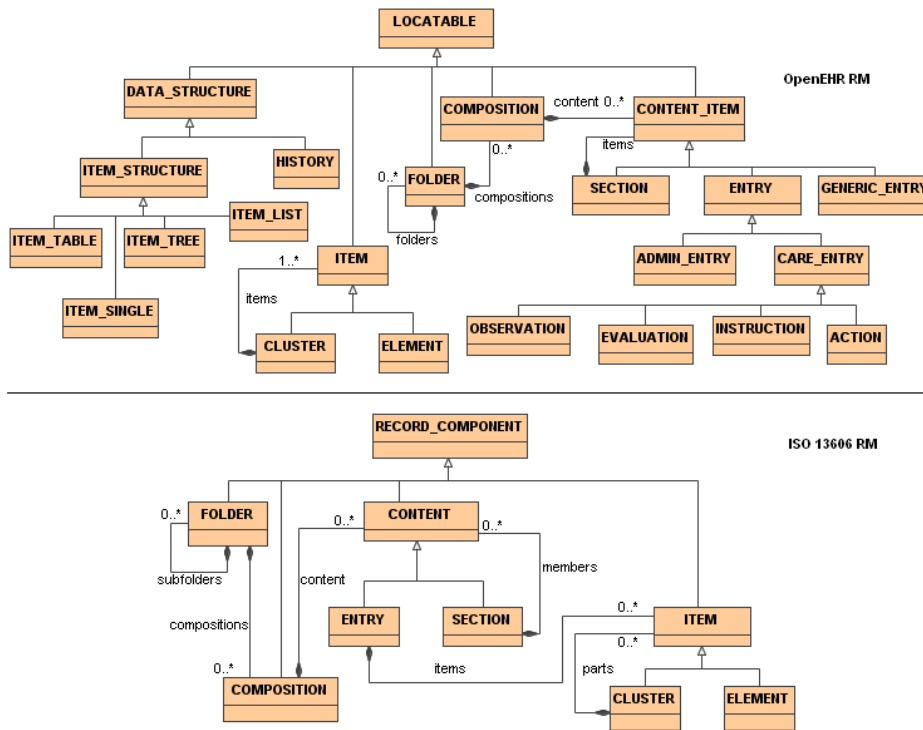 LOCATABLE
OpenEHR RM
DATA_STRUCTURE
COMPOSITION
content 0..*
CONTENT_ITEM
items
0..*
ITEM_STRUCTURE
HISTORY
0..*
FOLDER
compositions
folders
SECTION
ENTRY
GENERIC_ENTRY
ITEM_LIST
ITEM_TABLE
ITEM_TREE
ITEM
1..*
items
ADMIN_ENTRY
CARE_ENTRY
ITEM_SINGLE
CLUSTER
ELEMENT
OBSERVATION
EVALUATION
INSTRUCTION
ACTION
RECORD_COMPONENT
ISO 13606 RM
0..*
FOLDER
subfolders
0..*
CONTENT
0..*
content
members
compositions
ENTRY
SECTION
0..*
ITEM
0..*
items
parts
0..*
COMPOSITION
CLUSTER
ELEMENT